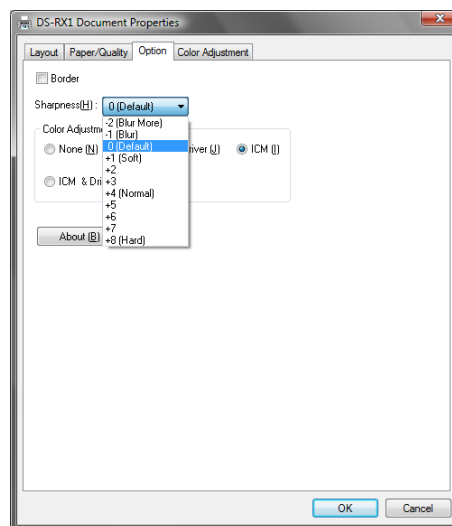 DS-RX1 Document Properties
Layout Paper/Quality Option Color Adjustment
Border
Sharpness(H) : 0 (Default)
-2 (Blur More)
-1 (Blur)
0 (Default)
+1 (Soft)
+2
+3
+4 (Normal)
+5
+6
+7
+8 (Hard)
Color Adjustm
None (N) river (J) ICM (I)
ICM & Dri
About (B)
OK Cancel